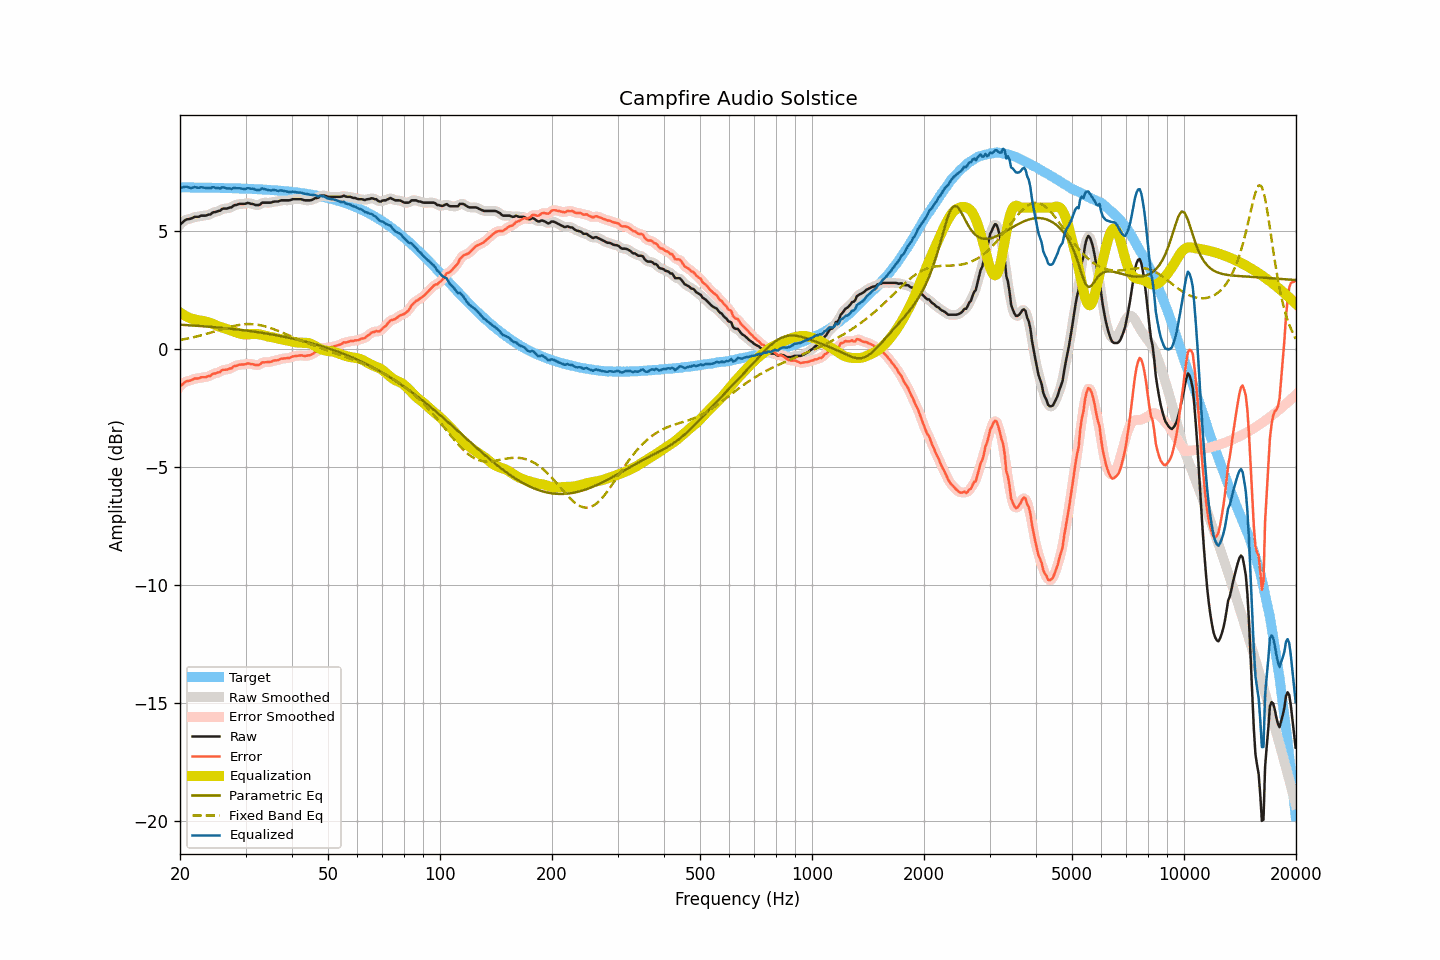 Campfire Audio Solstice
Amplitude (dBr)
5
0
−5
−10
−15
−20
Target
Raw Smoothed
Error Smoothed
Raw
Error
Equalization
Parametric Eq
Fixed Band Eq
Equalized
20 50 100 200 500 1000 2000 5000 10000 20000
Frequency (Hz)